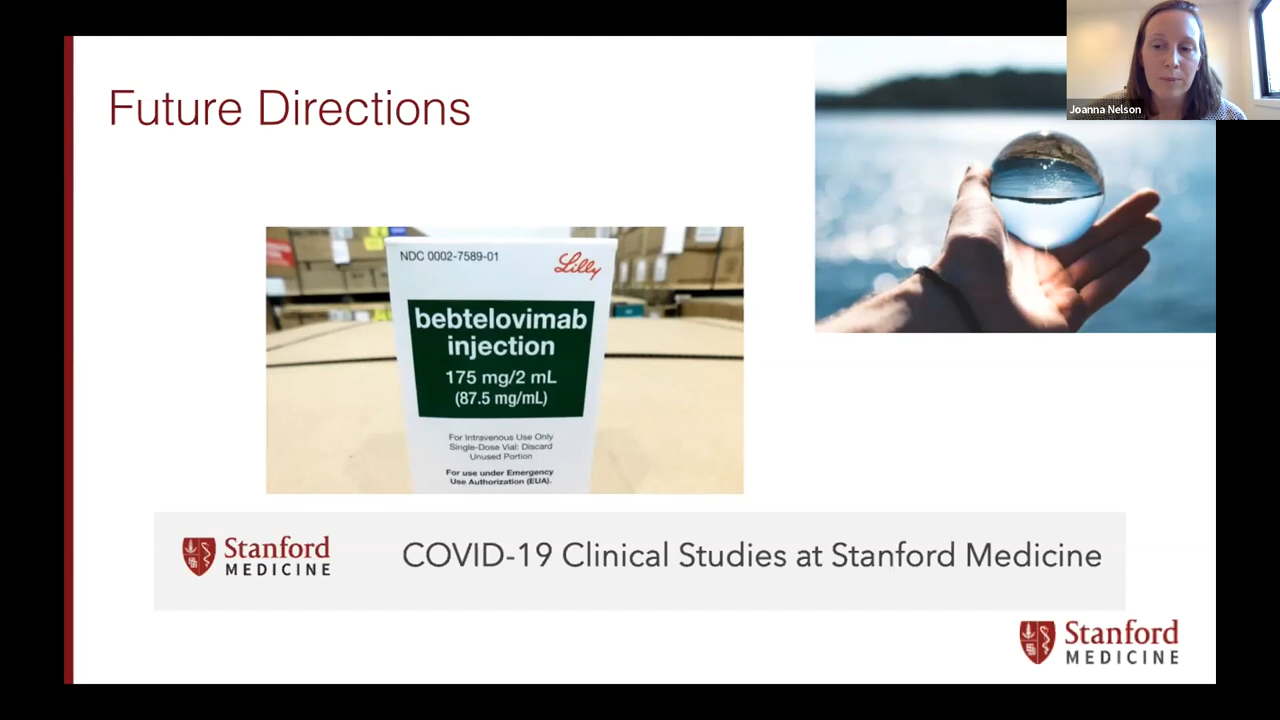 Future Directions
Joanna Nelson
NDC 0002-7589-01
Lilly
bebtelovimab
injection
175 mg/2 mL
(87.5 mg/mL)
For Intravenous Use Only
Single-Dose Vial: Discard
Unused Portion
For use under Emergency
Use Authorization (EUA).
Stanford
MEDICINE
COVID-19 Clinical Studies at Stanford Medicine
Stanford
MEDICINE